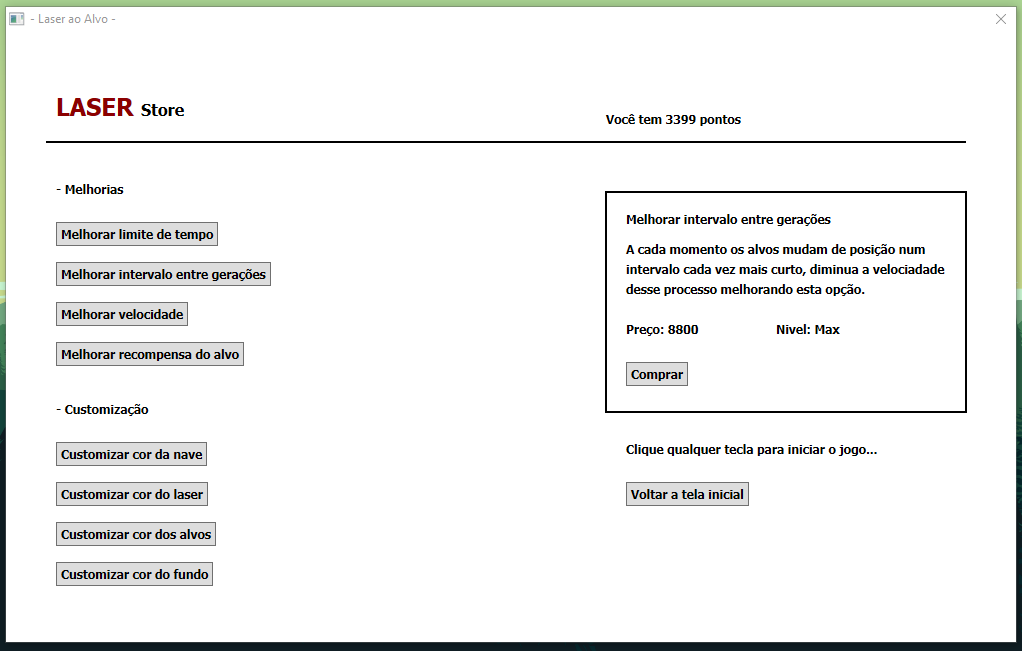 - Laser ao Alvo -
LASER Store
Você tem 3399 pontos
- Melhorias
Melhorar limite de tempo
Melhorar intervalo entre gerações
Melhorar velocidade
Melhorar recompensa do alvo
- Customização
Customizar cor da nave
Customizar cor do laser
Customizar cor dos alvos
Customizar cor do fundo
Melhorar intervalo entre gerações
A cada momento os alvos mudam de posição num
intervalo cada vez mais curto, diminua a velociadade
desse processo melhorando esta opção.
Preço: 8800 Nivel: Max
Comprar
Clique qualquer tecla para iniciar o jogo...
Voltar a tela inicial